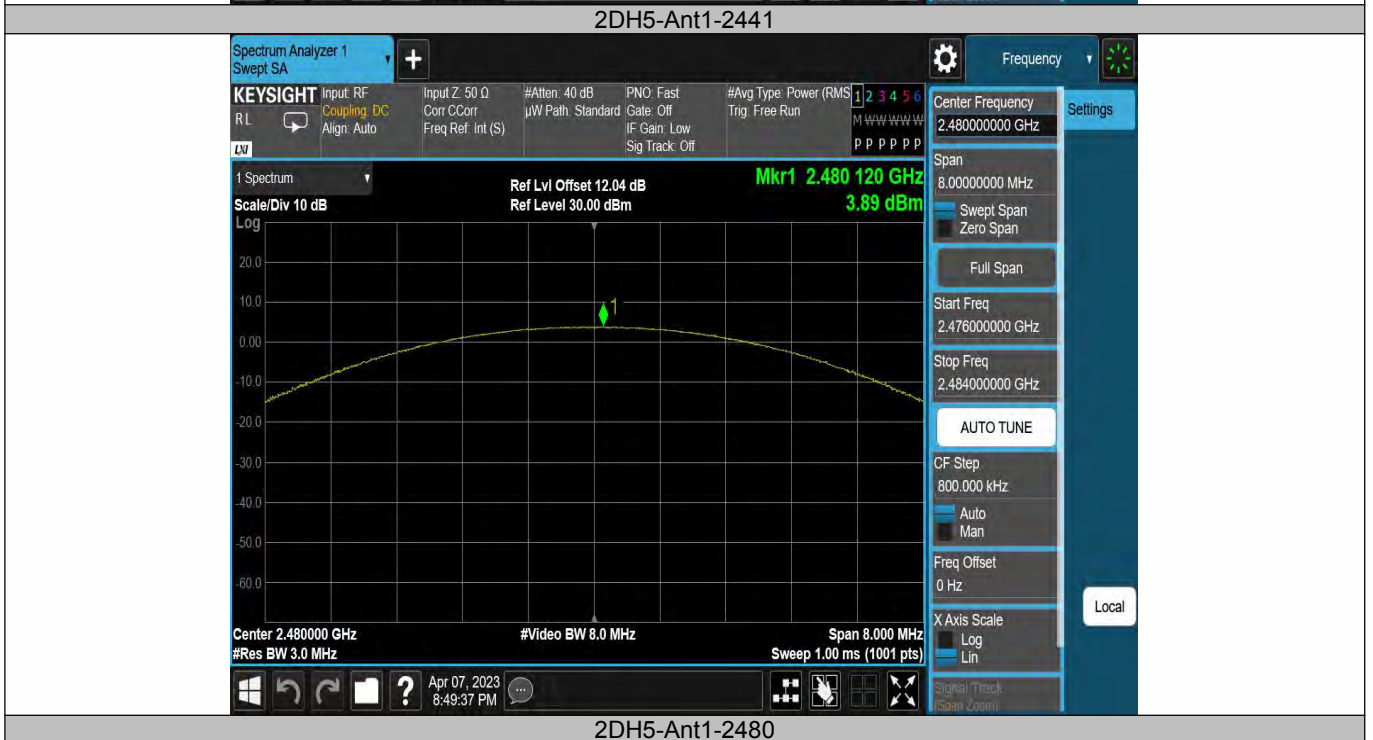 2DH5-Ant1-2441
Spectrum Analyzer 1
Swept SA
+
Frequency
KEYSIGHT
RL
LXI
Input: RF
Coupling: DC
Align: Auto
Input Z: 50 Ω
Corr CCorr
Freq Ref: Int (S)
#Atten: 40 dB
µW Path: Standard
PNO: Fast
Gate: Off
IF Gain: Low
Sig Track: Off
#Avg Type: Power (RMS
Trig: Free Run
1 2 3 4 5 6
M W W W W W
P P P P P P
Center Frequency
2.480000000 GHz
Settings
Span
8.00000000 MHz
Swept Span
Zero Span
Full Span
Start Freq
2.476000000 GHz
Stop Freq
2.484000000 GHz
AUTO TUNE
CF Step
800.000 kHz
Auto
Man
Freq Offset
0 Hz
X Axis Scale
Log
Lin
Signal Track
(Span Zoom)
Local
1 Spectrum
Scale/Div 10 dB
Log
Ref Lvl Offset 12.04 dB
Ref Level 30.00 dBm
Mkr1 2.480 120 GHz
3.89 dBm
20.0
10.0
1
0.00
-10.0
-20.0
-30.0
-40.0
-50.0
-60.0
Center 2.480000 GHz
#Res BW 3.0 MHz
#Video BW 8.0 MHz
Span 8.000 MHz
Sweep 1.00 ms (1001 pts)
?
Apr 07, 2023
8:49:37 PM
2DH5-Ant1-2480